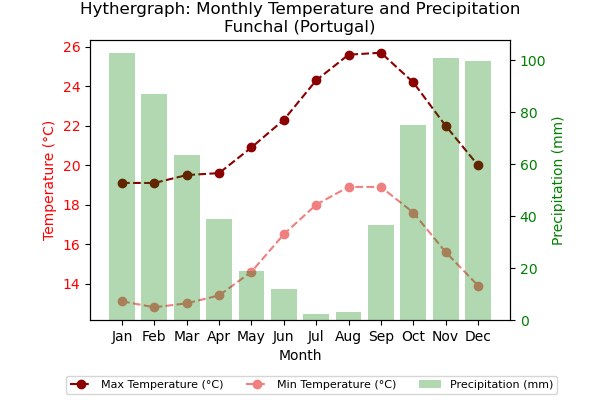 Hythergraph: Monthly Temperature and Precipitation
Funchal (Portugal)
26
24
22
20
18
16
14
Temperature (°C)
100
80
60
40
20
0
Precipitation (mm)
Jan Feb Mar Apr May Jun Jul Aug Sep Oct Nov Dec
Month
Max Temperature (°C) Min Temperature (°C) Precipitation (mm)